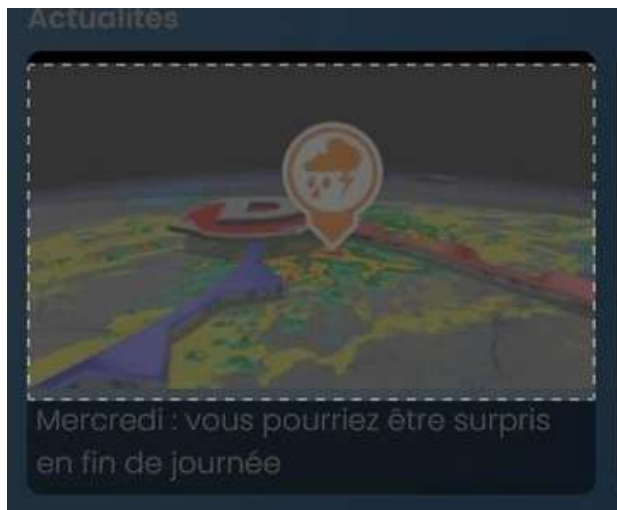 Actualités
D
Mercredi : vous pourriez être surpris
en fin de journée